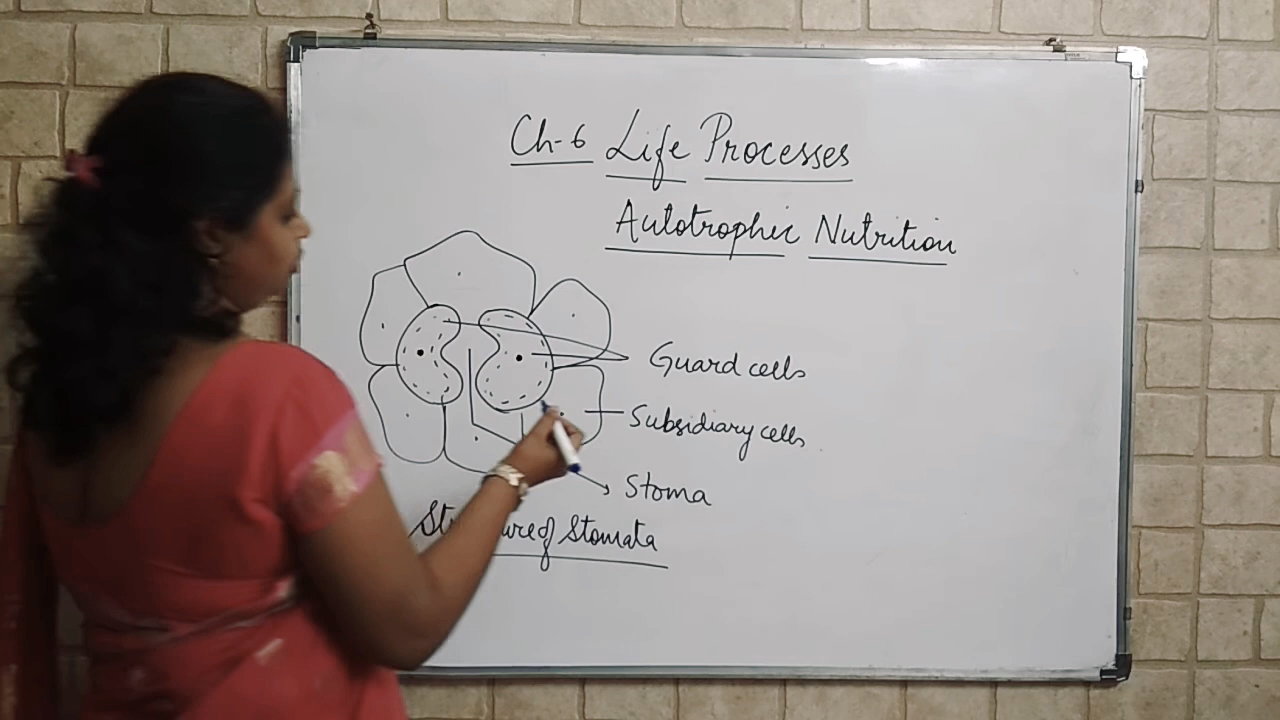 Ch-6 Life Processes
Autotrophic Nutrition
Guard cells
Subsidiary cells
Stoma
of Stomata